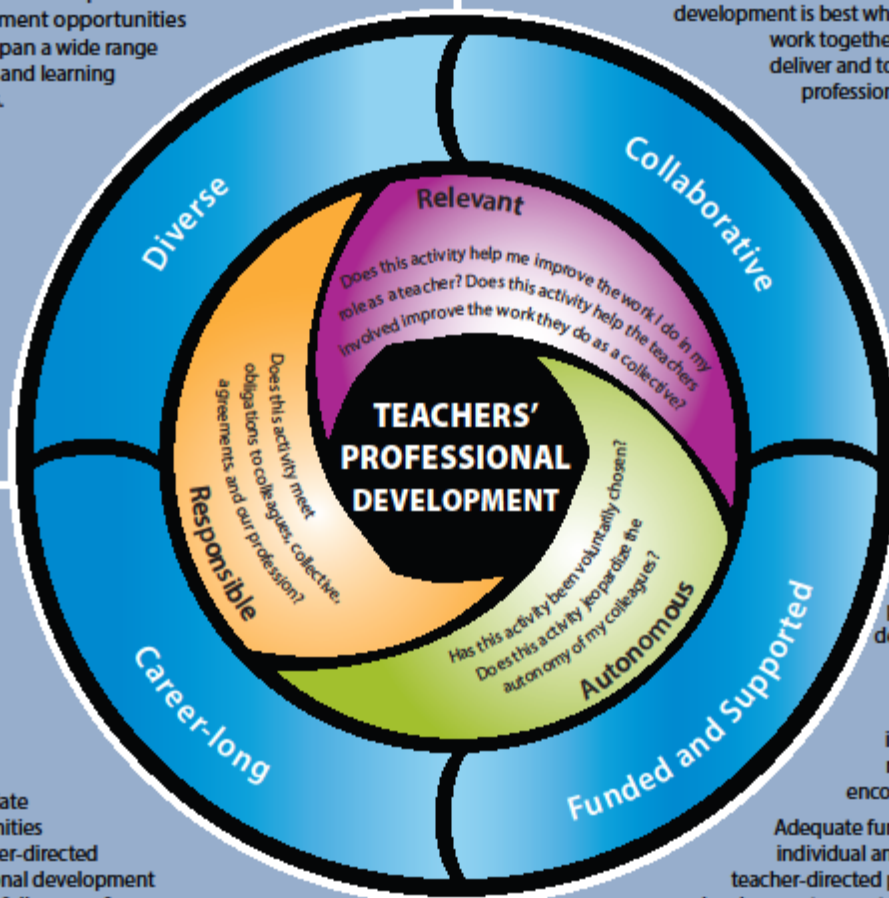 ment opportunities
pan a wide range
and learning
development is best wh
work togethe
deliver and to
profession
Diverse
Collaborative
Relevant
Does this activity help me improve the work I do in my
role as a teacher? Does this activity help the teachers
involved improve the work they do as a collective?
TEACHERS’
PROFESSIONAL
DEVELOPMENT
Responsible
Does this activity meet
obligations to colleagues, collective,
agreements, and our profession?
Has this activity been voluntarily chosen?
Does this activity jeopardize the
autonomy of my colleagues?
Autonomous
Career-long
Funded and Supported
ate
nities
er-directed
nal development
enco
Adequate fu
individual an
teacher-directed p